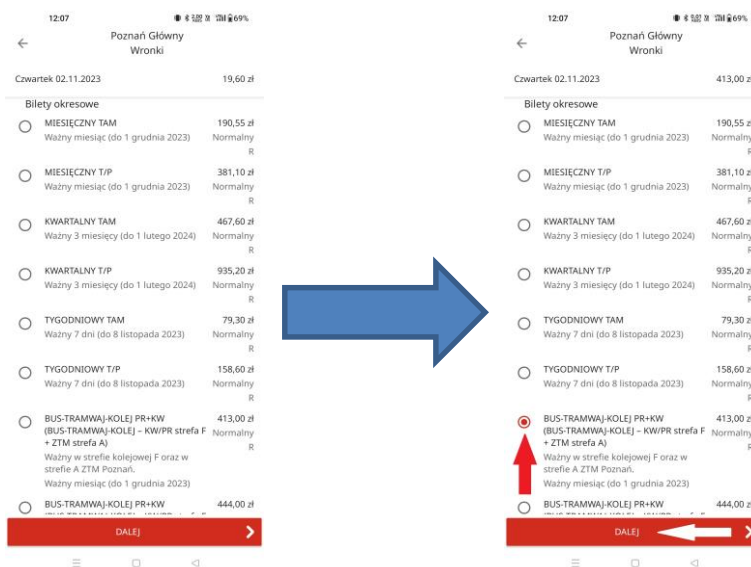 12:07
69%
Poznań Główny
Wronki
Czwartek 02.11.2023 19,60 zł
Bilety okresowe
MIESIĘCZNY TAM 190,55 zł
Ważny miesiąc (do 1 grudnia 2023) Normalny
R
MIESIĘCZNY T/P 381,10 zł
Ważny miesiąc (do 1 grudnia 2023) Normalny
R
KWARTALNY TAM 467,60 zł
Ważny 3 miesięcy (do 1 lutego 2024) Normalny
R
KWARTALNY T/P 935,20 zł
Ważny 3 miesięcy (do 1 lutego 2024) Normalny
R
TYGODNIOWY TAM 79,30 zł
Ważny 7 dni (do 8 listopada 2023) Normalny
R
TYGODNIOWY T/P 158,60 zł
Ważny 7 dni (do 8 listopada 2023) Normalny
R
BUS-TRAMWAJ-KOLEJ PR+KW 413,00 zł
(BUS-TRAMWAJ-KOLEJ – KW/PR strefa F Normalny
+ ZTM strefa A) R
Ważny w strefie kolejowej F oraz w
strefie A ZTM Poznań.
Ważny miesiąc (do 1 grudnia 2023)
BUS-TRAMWAJ-KOLEJ PR+KW 444,00 zł
DALEJ
12:07
69%
Poznań Główny
Wronki
Czwartek 02.11.2023 413,00 zł
Bilety okresowe
MIESIĘCZNY TAM 190,55 zł
Ważny miesiąc (do 1 grudnia 2023) Normalny
R
MIESIĘCZNY T/P 381,10 zł
Ważny miesiąc (do 1 grudnia 2023) Normalny
R
KWARTALNY TAM 467,60 zł
Ważny 3 miesięcy (do 1 lutego 2024) Normalny
R
KWARTALNY T/P 935,20 zł
Ważny 3 miesięcy (do 1 lutego 2024) Normalny
R
TYGODNIOWY TAM 79,30 zł
Ważny 7 dni (do 8 listopada 2023) Normalny
R
TYGODNIOWY T/P 158,60 zł
Ważny 7 dni (do 8 listopada 2023) Normalny
R
BUS-TRAMWAJ-KOLEJ PR+KW 413,00 zł
(BUS-TRAMWAJ-KOLEJ – KW/PR strefa F Normalny
+ ZTM strefa A) R
Ważny w strefie kolejowej F oraz w
strefie A ZTM Poznań.
Ważny miesiąc (do 1 grudnia 2023)
BUS-TRAMWAJ-KOLEJ PR+KW 444,00 zł
DALEJ